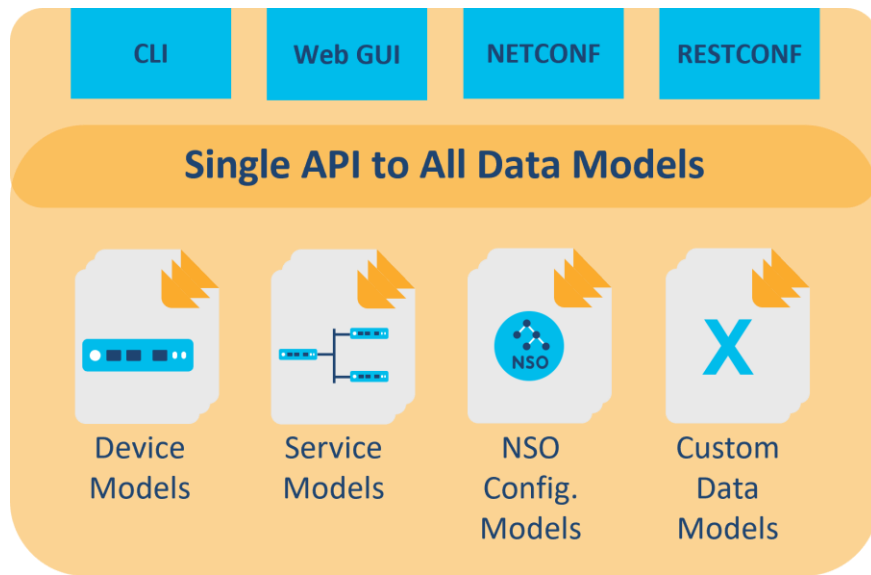 CLI
Web GUI
NETCONF
RESTCONF
Single API to All Data Models
NSO
X
Device
Models
Service
Models
NSO
Config.
Models
Custom
Data
Models